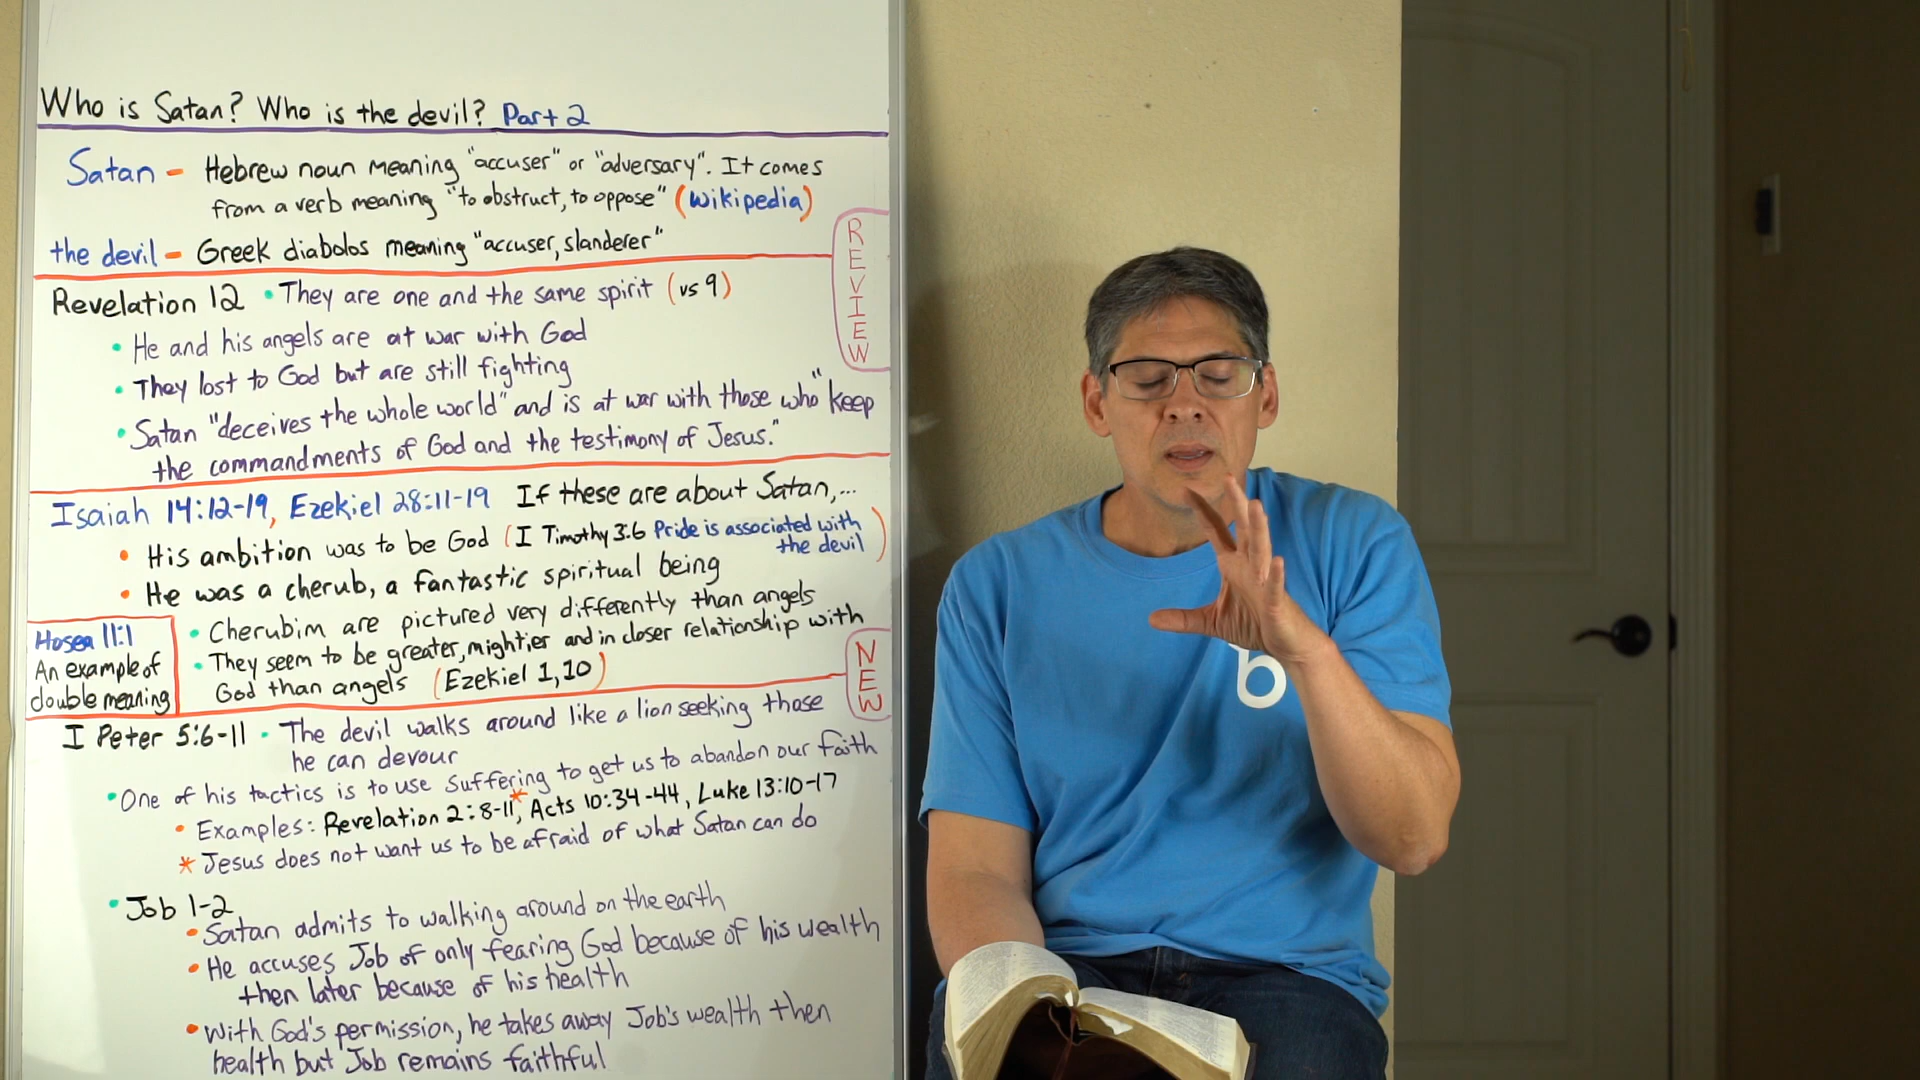 Who is Satan? Who is the devil? Part 2
Satan - Hebrew noun meaning "accuser" or "adversary". It comes
from a verb meaning "to obstruct, to oppose" (Wikipedia)
the devil - Greek diabolos meaning "accuser, slanderer"
REVIEW
Revelation 12 • They are one and the same spirit (vs 9)
• He and his angels are at war with God
• They lost to God but are still fighting
• Satan "deceives the whole world" and is at war with those who "keep
the commandments of God and the testimony of Jesus."
Isaiah 14:12-19, Ezekiel 28:11-19 If these are about Satan,...
• His ambition was to be God (I Timothy 3:6 Pride is associated with
the devil)
• He was a cherub, a fantastic spiritual being
• Cherubim are pictured very differently than angels
• They seem to be greater, mightier and in closer relationship with
God than angels (Ezekiel 1, 10)
Hosea 11:1
An example of
double meaning
NEW
I Peter 5:6-11 • The devil walks around like a lion seeking those
he can devour
• One of his tactics is to use suffering to get us to abandon our faith
• Examples: Revelation 2:8-11*, Acts 10:34-44, Luke 13:10-17
* Jesus does not want us to be afraid of what Satan can do
• Job 1-2
• Satan admits to walking around on the earth
• He accuses Job of only fearing God because of his wealth
then later because of his health
• With God's permission, he takes away Job's wealth then
health but Job remains faithful
b